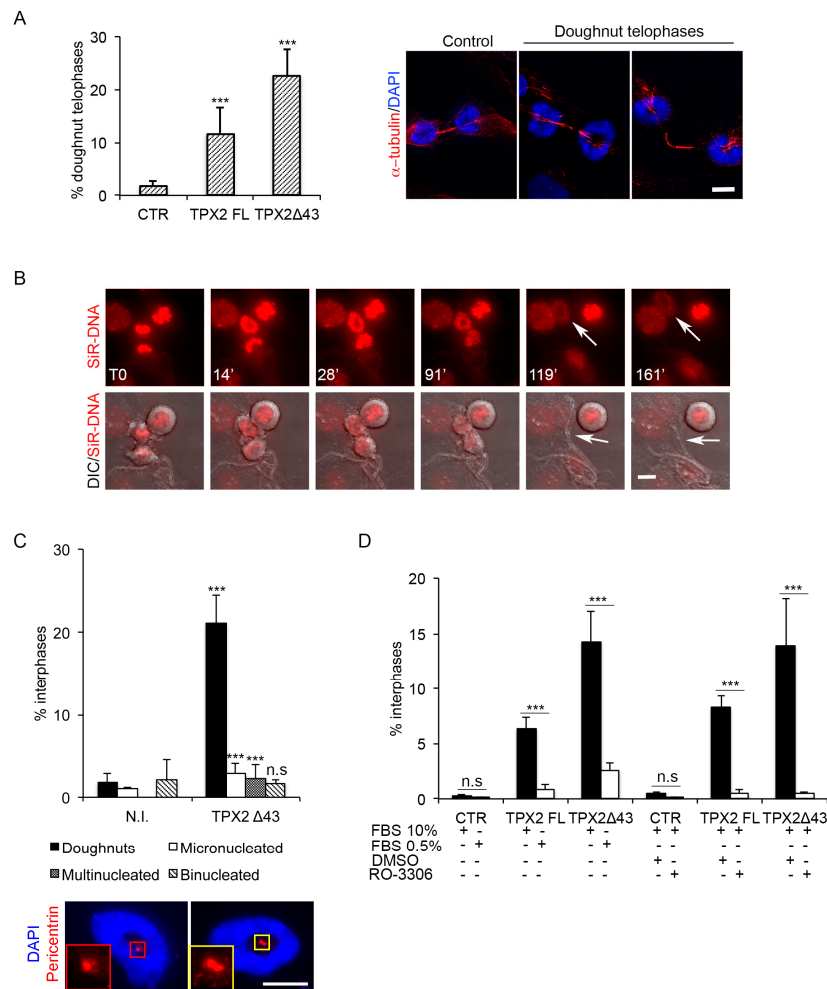 A
30
20
10
0
% doughnut telophases
***
***
CTR TPX2 FL TPX2Δ43
Control
Doughnut telophases
α-tubulin/DAPI
B
SiR-DNA
T0 14' 28' 91' 119' 161'
DIC/SiR-DNA
C
30
20
10
0
% interphases
***
*** ***
n.s
N.I. TPX2 Δ43
Doughnuts Micronucleated
Multinucleated Binucleated
DAPI
Pericentrin
D
20
15
10
5
0
% interphases
n.s
***
***
n.s
***
***
CTR TPX2 FL TPX2Δ43 CTR TPX2 FL TPX2Δ43
FBS 10% + - + - + - + + + + + +
FBS 0.5% - + - + - + - - - - - -
DMSO - - - - - - + - + - + -
RO-3306 - - - - - - - + - + - +